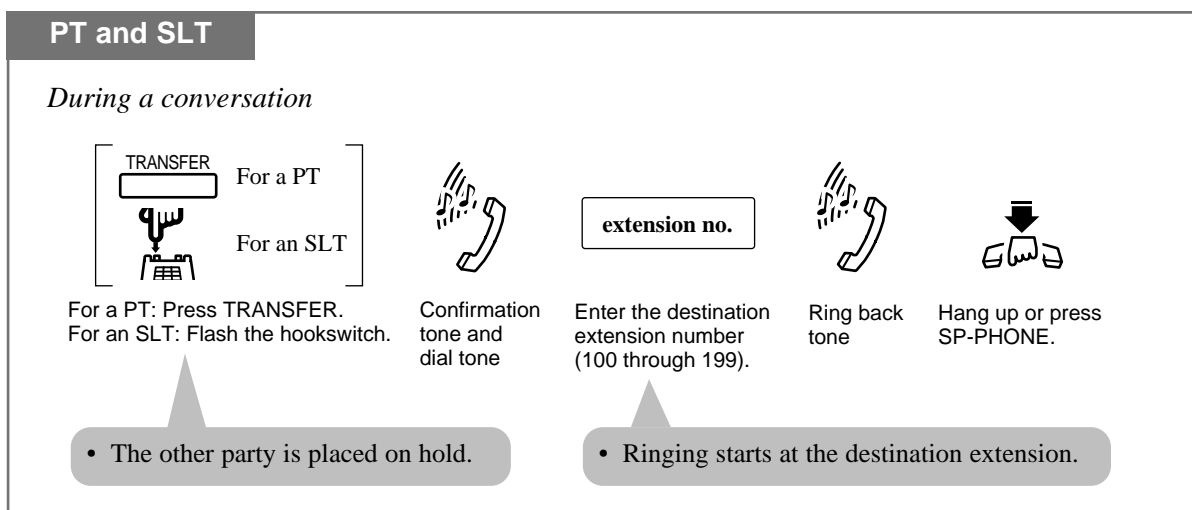 PT and SLT
During a conversation
TRANSFER
For a PT
For an SLT
For a PT: Press TRANSFER.
For an SLT: Flash the hookswitch.
Confirmation
tone and
dial tone
extension no.
Enter the destination
extension number
(100 through 199).
Ring back
tone
Hang up or press
SP-PHONE.
• The other party is placed on hold.
• Ringing starts at the destination extension.